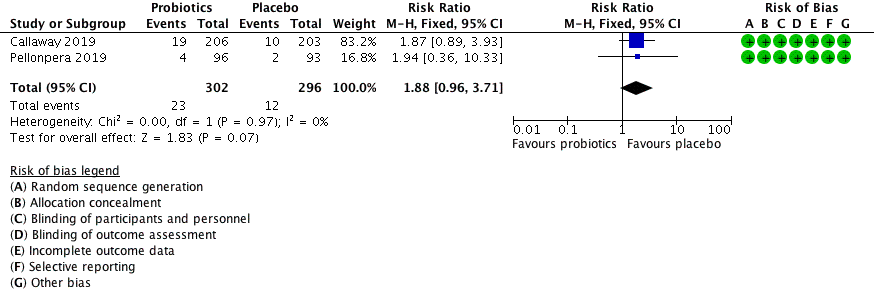 Probiotics Placebo Risk Ratio Risk Ratio Risk of Bias
Study or Subgroup Events Total Events Total Weight M-H, Fixed, 95% CI M-H, Fixed, 95% CI A B C D E F G
Callaway 2019 19 206 10 203 83.2% 1.87 [0.89, 3.93]
Pellonpera 2019 4 96 2 93 16.8% 1.94 [0.36, 10.33]
Total (95% CI) 302 296 100.0% 1.88 [0.96, 3.71]
Total events 23 12
Heterogeneity: Chi² = 0.00, df = 1 (P = 0.97); I² = 0%
Test for overall effect: Z = 1.83 (P = 0.07)
0.01 0.1 1 10 100
Favours probiotics Favours placebo
Risk of bias legend
(A) Random sequence generation
(B) Allocation concealment
(C) Blinding of participants and personnel
(D) Blinding of outcome assessment
(E) Incomplete outcome data
(F) Selective reporting
(G) Other bias